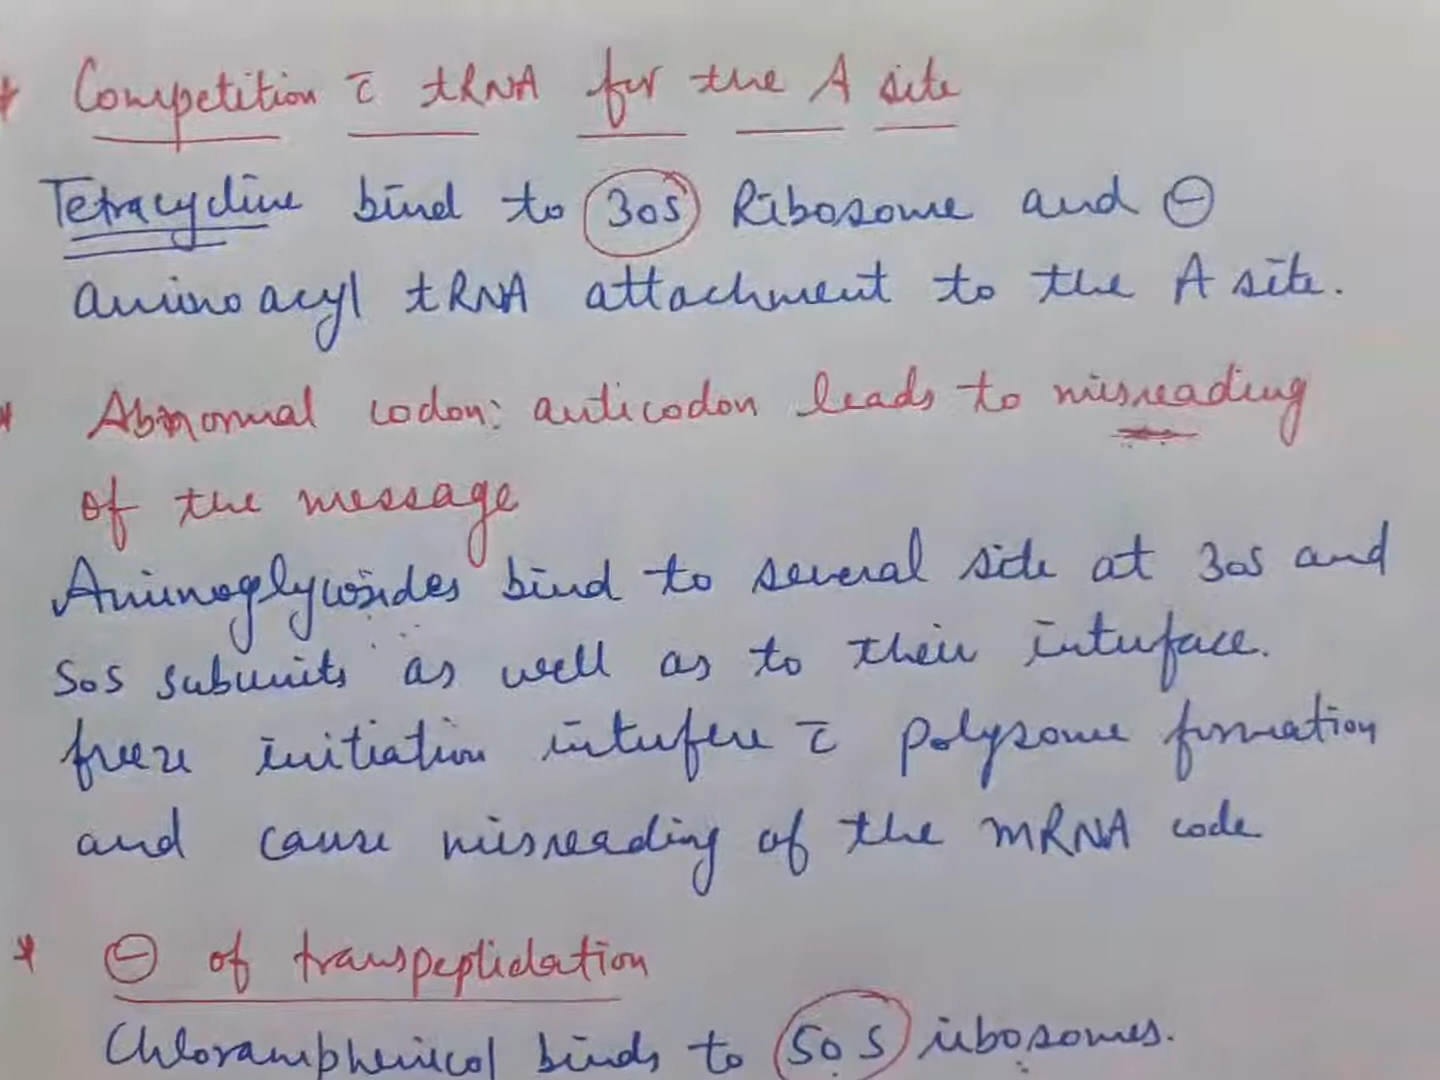 * Competition c̄ tRNA for the A site
Tetracycline bind to 30S Ribosome and ⊖
aminoacyl tRNA attachment to the A site.
* Abnormal codon: anticodon leads to misreading
of the message
Aminoglycosides bind to several side at 30S and
50S subunits as well as to their interface.
freeze initiation interfere c̄ polysome formation
and cause misreading of the mRNA code
* ⊖ of transpeptidation
Chloramphenicol binds to 50S ribosomes.